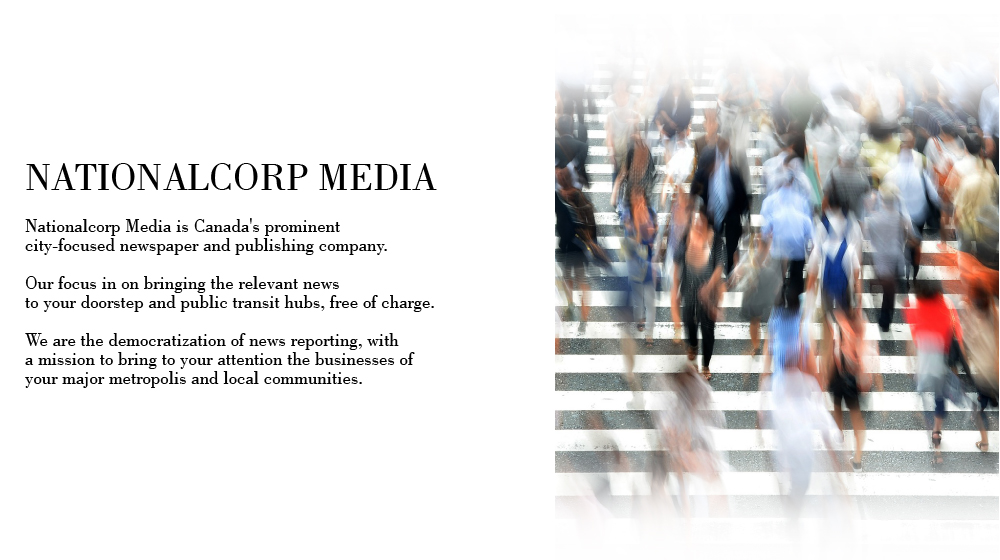 NATIONALCORP MEDIA
Nationalcorp Media is Canada's prominent
city-focused newspaper and publishing company.
Our focus in on bringing the relevant news
to your doorstep and public transit hubs, free of charge.
We are the democratization of news reporting, with
a mission to bring to your attention the businesses of
your major metropolis and local communities.